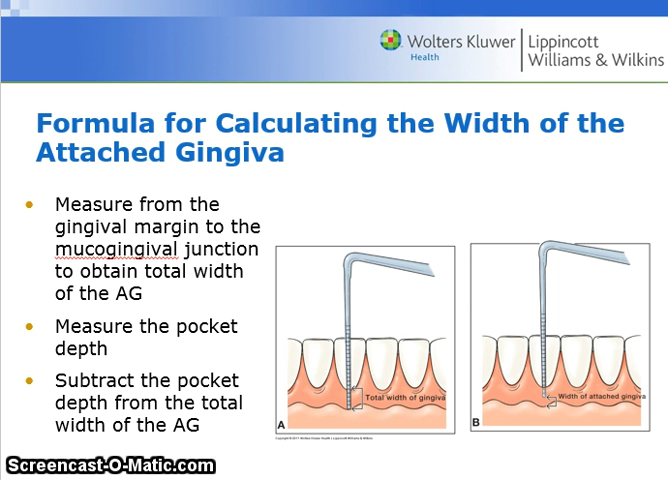 Wolters Kluwer
Health
Lippincott
Williams & Wilkins
Formula for Calculating the Width of the
Attached Gingiva
Measure from the
gingival margin to the
mucogingival junction
to obtain total width
of the AG
Measure the pocket
depth
Subtract the pocket
depth from the total
width of the AG
Total width of gingiva
A
Width of attached gingiva
B
Screencast-O-Matic.com